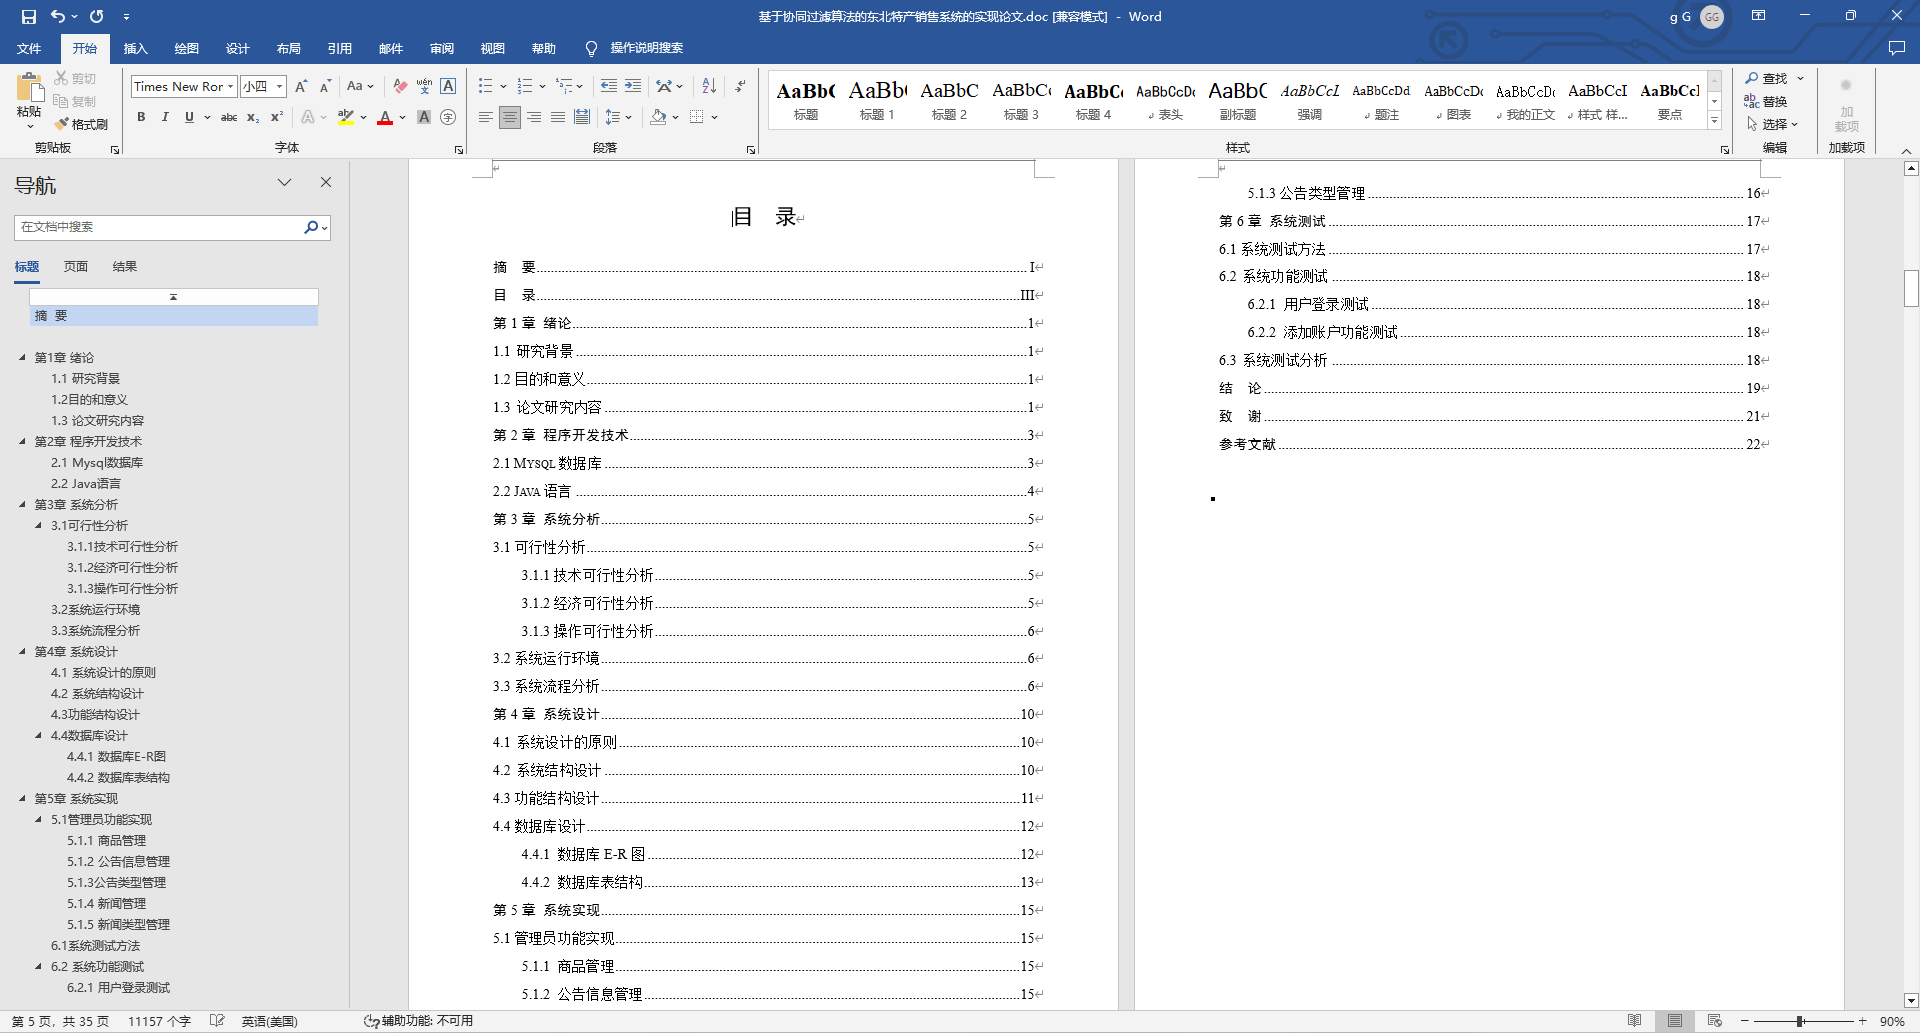 基于协同过滤算法的东北特产销售系统的实现论文.doc [兼容模式] - Word
g G
GG
文件 开始 插入 绘图 设计 布局 引用 邮件 审阅 视图 帮助 操作说明搜索
粘贴
剪切
复制
格式刷
剪贴板
Times New Ror 小四
字体
段落
AaBb( AaBb( AaBbC AaBbC( AaBbC( AaBbCcDc AaBbC AaBbCcL AaBbCcDd AaBbCcDc AaBbCcDc AaBbCcI AaBbCcI
标题 标题 1 标题 2 标题 3 标题 4 表头 副标题 强调 题注 图表 我的正文 样式 样... 要点
样式
查找
替换
选择
编辑
加载项
加载项
导航
在文档中搜索
标题 页面 结果
摘 要
第1章 绪论
1.1 研究背景
1.2目的和意义
1.3 论文研究内容
第2章 程序开发技术
2.1 Mysql数据库
2.2 Java语言
第3章 系统分析
3.1可行性分析
3.1.1技术可行性分析
3.1.2经济可行性分析
3.1.3操作可行性分析
3.2系统运行环境
3.3系统流程分析
第4章 系统设计
4.1 系统设计的原则
4.2 系统结构设计
4.3功能结构设计
4.4数据库设计
4.4.1 数据库E-R图
4.4.2 数据库表结构
第5章 系统实现
5.1管理员功能实现
5.1.1 商品管理
5.1.2 公告信息管理
5.1.3公告类型管理
5.1.4 新闻管理
5.1.5 新闻类型管理
6.1系统测试方法
6.2 系统功能测试
6.2.1 用户登录测试
目 录
摘 要 I
目 录 III
第 1 章 绪论 1
1.1 研究背景 1
1.2 目的和意义 1
1.3 论文研究内容 1
第 2 章 程序开发技术 3
2.1 MYSQL 数据库 3
2.2 JAVA 语言 4
第 3 章 系统分析 5
3.1 可行性分析 5
3.1.1 技术可行性分析 5
3.1.2 经济可行性分析 5
3.1.3 操作可行性分析 6
3.2 系统运行环境 6
3.3 系统流程分析 6
第 4 章 系统设计 10
4.1 系统设计的原则 10
4.2 系统结构设计 10
4.3 功能结构设计 11
4.4 数据库设计 12
4.4.1 数据库 E-R 图 12
4.4.2 数据库表结构 13
第 5 章 系统实现 15
5.1 管理员功能实现 15
5.1.1 商品管理 15
5.1.2 公告信息管理 15
5.1.3 公告类型管理 16
第 6 章 系统测试 17
6.1 系统测试方法 17
6.2 系统功能测试 18
6.2.1 用户登录测试 18
6.2.2 添加账户功能测试 18
6.3 系统测试分析 18
结 论 19
致 谢 21
参考文献 22
第 5 页，共 35 页 11157 个字 英语(美国) 辅助功能: 不可用 90%